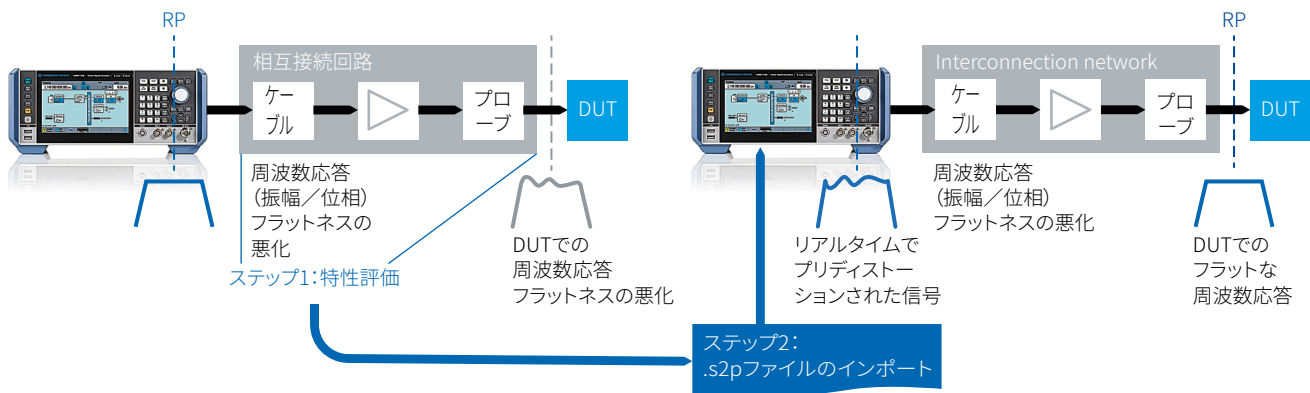 RP
相互接続回路
ケー
ブル
プロ
ーブ
DUT
周波数応答
（振幅／位相）
フラットネスの
悪化
ステップ1：特性評価
DUTでの
周波数応答
フラットネスの悪化
RP
Interconnection network
ケー
ブル
プロ
ーブ
DUT
リアルタイムで
プリディストー
ションされた信号
周波数応答
（振幅／位相）
フラットネスの
悪化
DUTでの
フラットな
周波数応答
ステップ2：
.s2pファイルのインポート